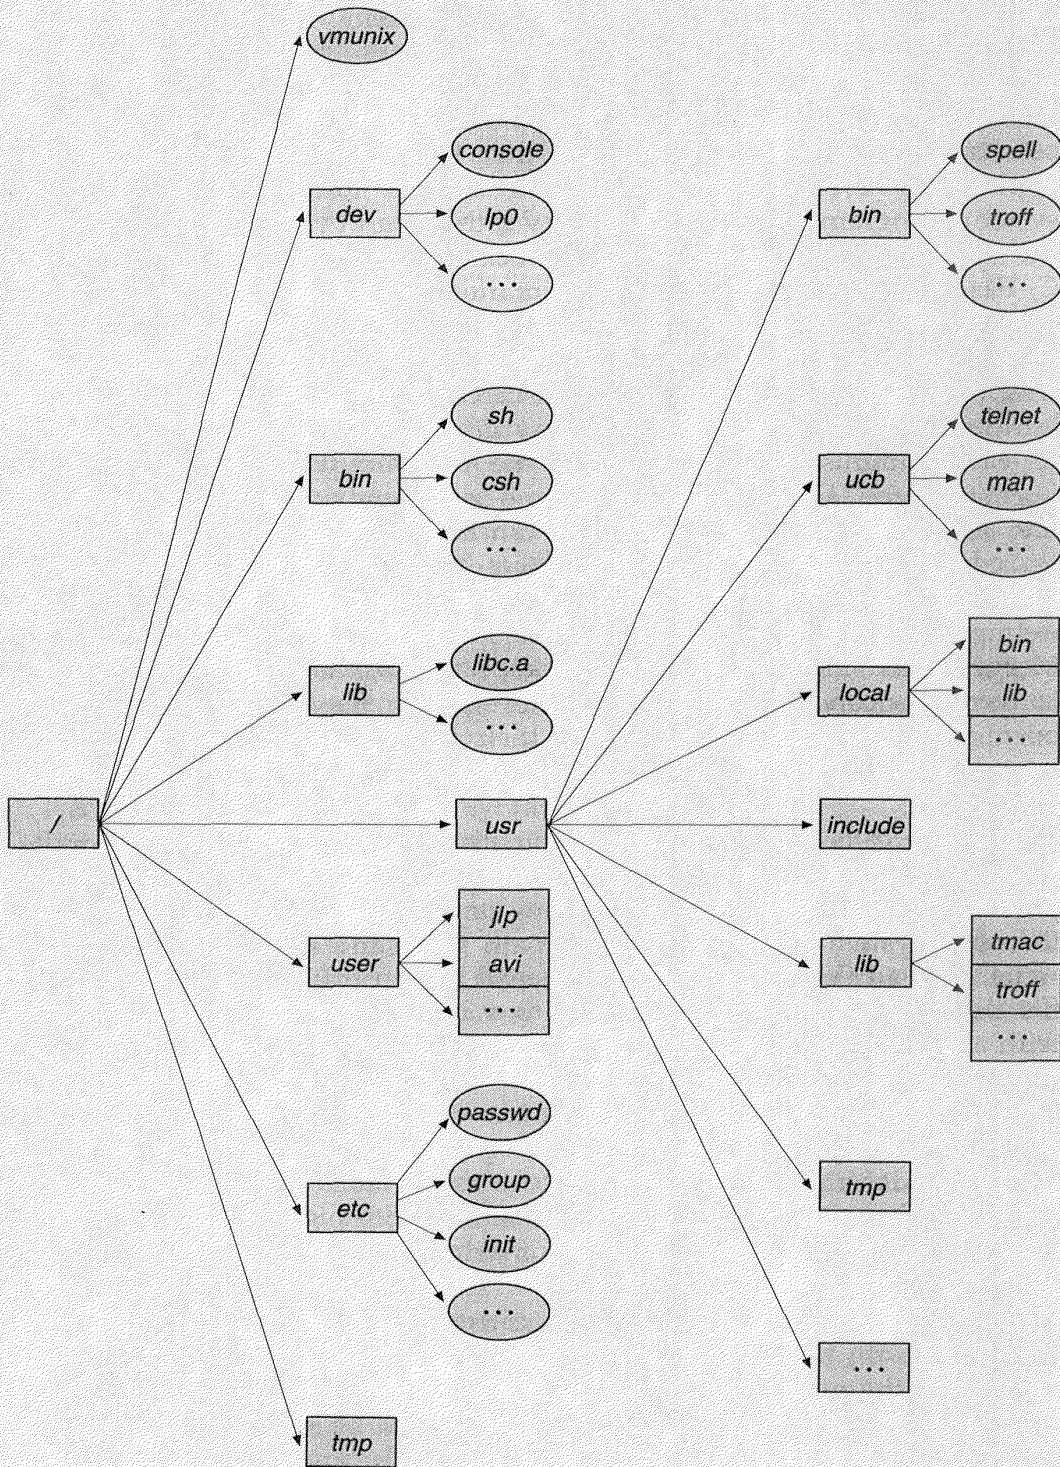 vmunix
dev
console
lp0
...
bin
sh
csh
...
lib
libc.a
...
/
usr
user
jlp
avi
...
etc
passwd
group
init
...
tmp
bin
spell
troff
...
ucb
telnet
man
...
local
bin
lib
...
include
lib
tmac
troff
...
tmp
...